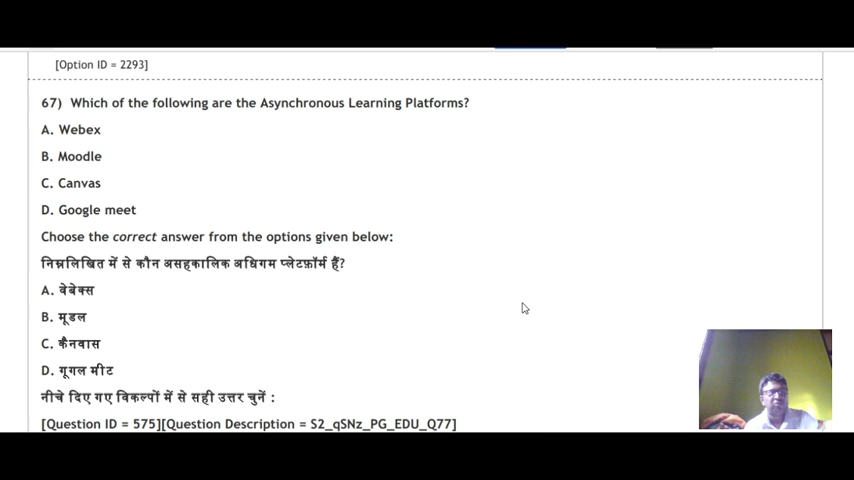 [Option ID = 2293]
67) Which of the following are the Asynchronous Learning Platforms?
A. Webex
B. Moodle
C. Canvas
D. Google meet
Choose the correct answer from the options given below:
निम्नलिखित में से कौन असहकालिक अधिगम प्लेटफ़ॉर्म हैं?
A. वेबेक्स
B. मूडल
C. कैनवास
D. गूगल मीट
नीचे दिए गए विकल्पों में से सही उत्तर चुनें :
[Question ID = 575][Question Description = S2_qSNz_PG_EDU_Q77]